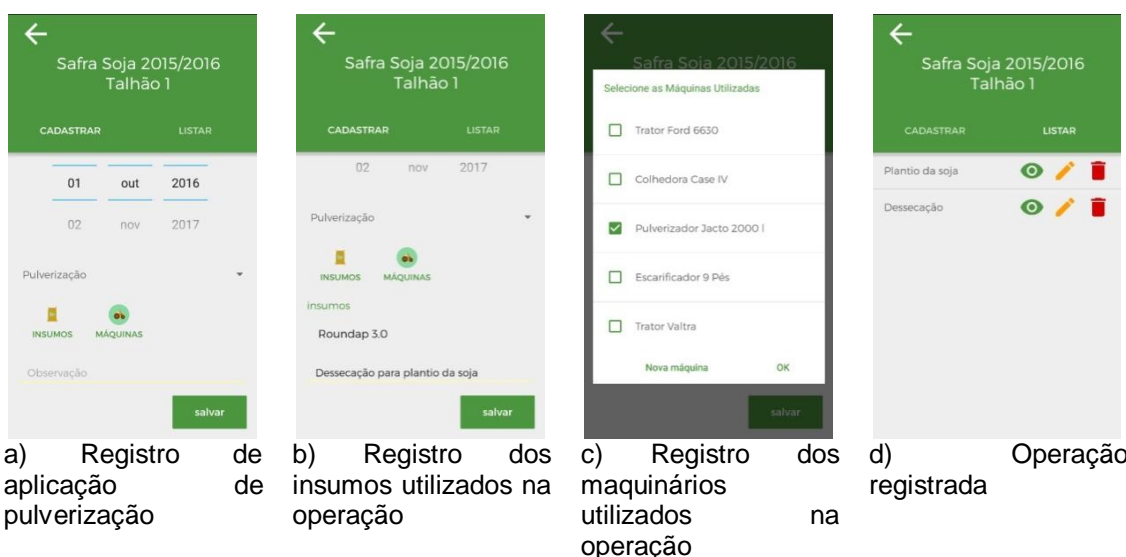 Safra Soja 2015/2016
Talhão 1
CADASTRAR LISTAR
01 out 2016
02 nov 2017
Pulverização
INSUMOS MÁQUINAS
Observação
salvar
a) Registro de
aplicação de
pulverização
Safra Soja 2015/2016
Talhão 1
CADASTRAR LISTAR
02 nov 2017
Pulverização
INSUMOS MÁQUINAS
insumos
Roundap 3.0
Dessecação para plantio da soja
salvar
b) Registro dos
insumos utilizados na
operação
Safra Soja 2015/2016
Selecione as Máquinas Utilizadas
Trator Ford 6630
Colhedora Case IV
Pulverizador Jacto 2000 l
Escarificador 9 Pés
Trator Valtra
Nova máquina OK
salvar
c) Registro dos
maquinários
utilizados na
operação
Safra Soja 2015/2016
Talhão 1
CADASTRAR LISTAR
Plantio da soja
Dessecação
d) Operação
registrada